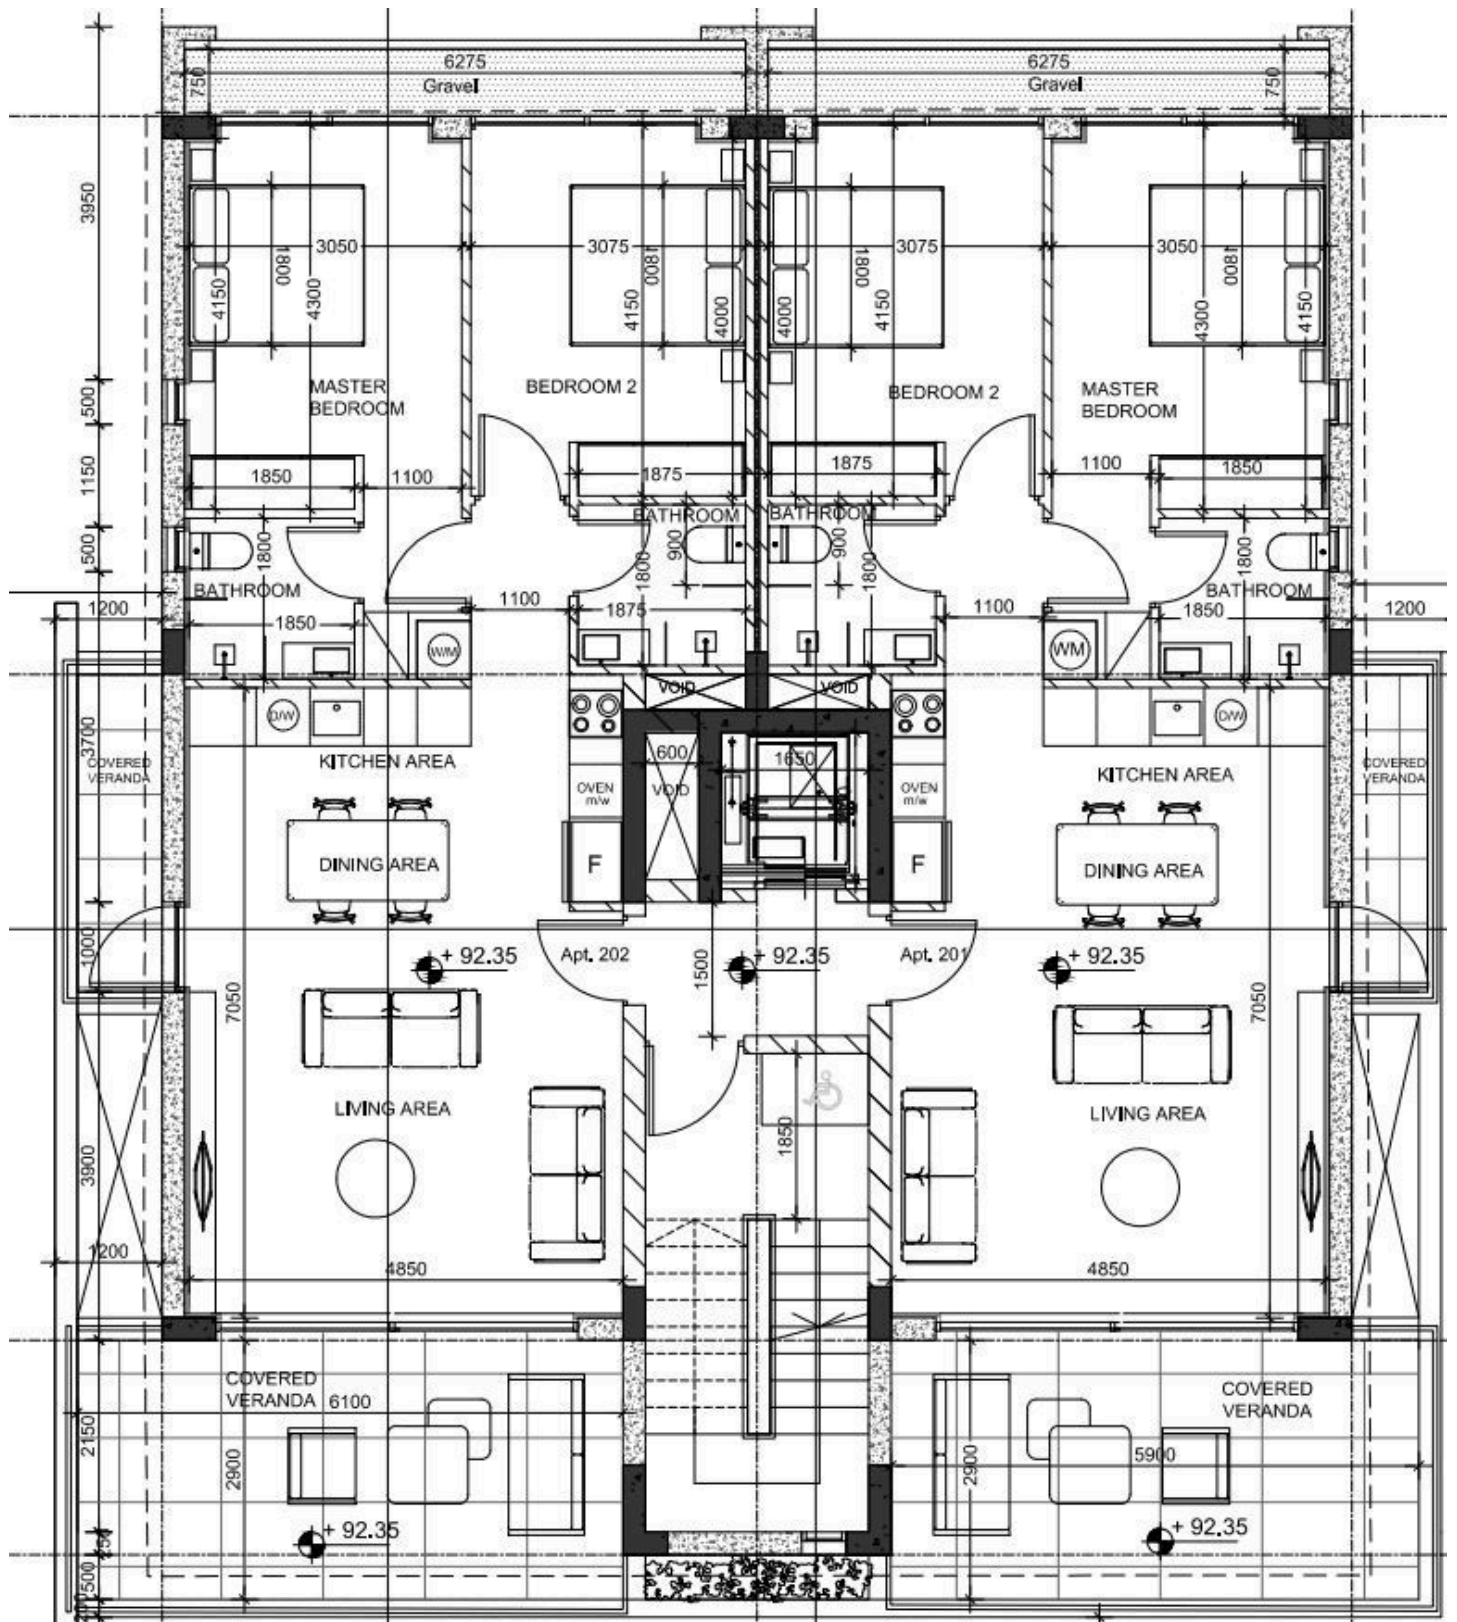 6275
Gravel
750
6275
Gravel
750
3950
3050
1800
4150
4300
3075
1800
4150
4000
3075
1800
4000
4150
3050
1800
4300
4150
MASTER
BEDROOM
BEDROOM 2
BEDROOM 2
MASTER
BEDROOM
500
1150
500
1850
1100
1875
1875
1100
1850
BATHROOM
BATHROOM
900
1800
900
1800
1800
BATHROOM
1800
BATHROOM
1200
1850
1100
1875
1100
1850
1200
W/M
WM
VOID
VOID
D/W
D/W
3700
COVERED
VERANDA
KITCHEN AREA
OVEN
m/w
600
VOID
1650
OVEN
m/w
KITCHEN AREA
COVERED
VERANDA
DINING AREA
F
F
DINING AREA
1000
+ 92.35
Apt. 202
1500
+ 92.35
Apt. 201
+ 92.35
7050
7050
LIVING AREA
1850
LIVING AREA
3900
1200
4850
4850
COVERED
VERANDA
6100
COVERED
VERANDA
5900
2150
2900
2900
+ 92.35
+ 92.35
250
500
200